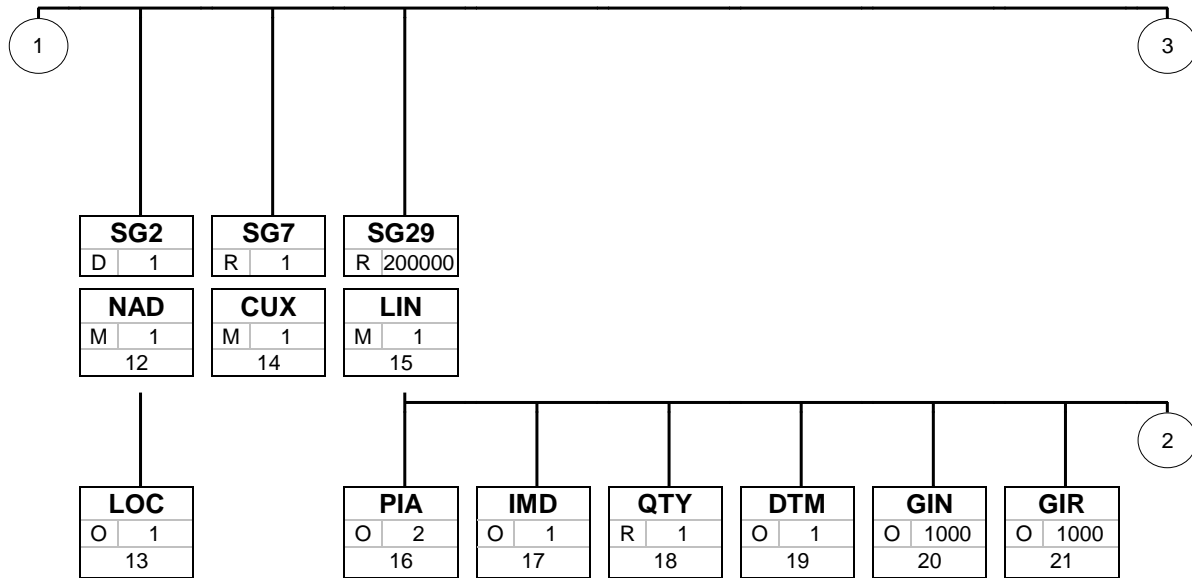 1 3
SG2 SG7 SG29
D 1 R 1 R 200000
NAD CUX LIN
M 1 M 1 M 1
12 14 15
2
LOC PIA IMD QTY DTM GIN GIR
O 1 O 2 O 1 R 1 O 1 O 1000 O 1000
13 16 17 18 19 20 21